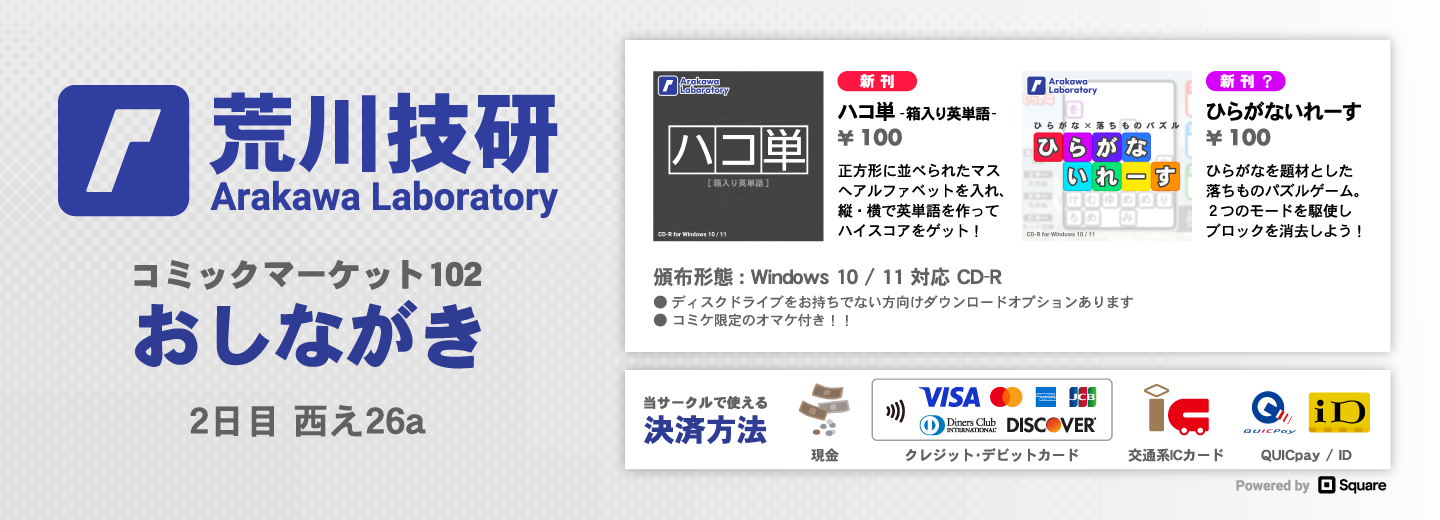 荒川技研
Arakawa Laboratory
コミックマーケット102
おしながき
2日目 西え26a
Arakawa
Laboratory
ハコ単
[ 箱入り英単語 ]
CD-R for Windows 10 / 11
新刊
ハコ単 -箱入り英単語-
¥ 100
正方形に並べられたマス
へアルファベットを入れ、
縦・横で英単語を作って
ハイスコアをゲット！
Arakawa
Laboratory
ひらがな×落ちものパズル
ひらがな
いれーす
けゆめみ
ろめ み
CD-R for Windows 10 / 11
新刊？
ひらがないれーす
¥ 100
ひらがなを題材とした
落ちものパズルゲーム。
２つのモードを駆使し
ブロックを消去しよう！
頒布形態 : Windows 10 / 11 対応 CD-R
● ディスクドライブをお持ちでない方向けダウンロードオプションあります
● コミケ限定のオマケ付き！！
当サークルで使える
決済方法
現金
VISA
JCB
Diners Club
INTERNATIONAL
DISCOVER
クレジット・デビットカード
交通系ICカード
QUICPay
iD
QUICpay / ID
Powered by Square